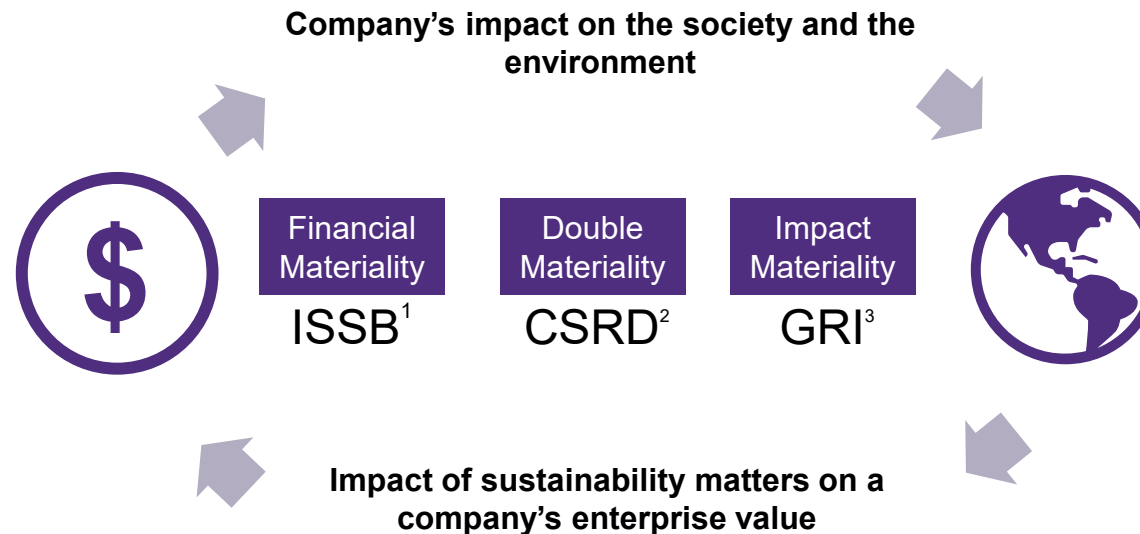 Company’s impact on the society and the
environment
$
Financial
Materiality
ISSB1
Double
Materiality
CSRD2
Impact
Materiality
GRI3
Impact of sustainability matters on a
company’s enterprise value